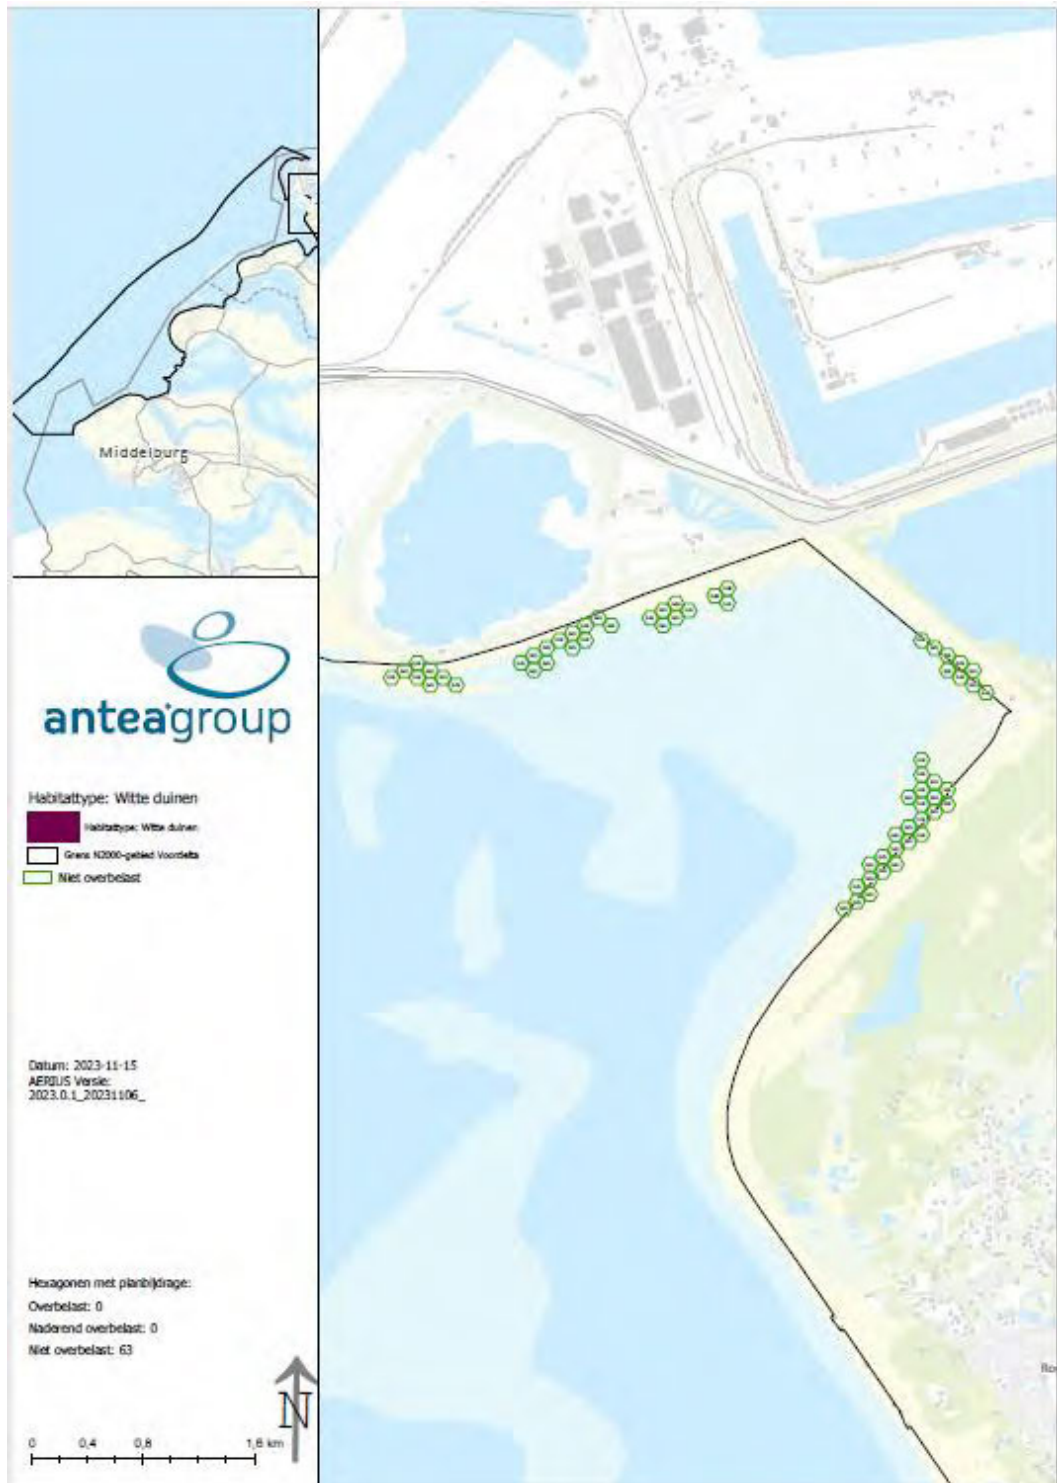 Middelburg
anteagroup
Habitattype: Witte duinen
Habitattype: Witte duinen
Grens N2000-gebied Voordelta
Niet overbelast
Datum: 2023-11-15
AERIUS Versie:
2023.0.1_20231106_
Hexagonen met planbijdrage:
Overbelast: 0
Naderend overbelast: 0
Niet overbelast: 63
N
0 0,4 0,8 1,6 km